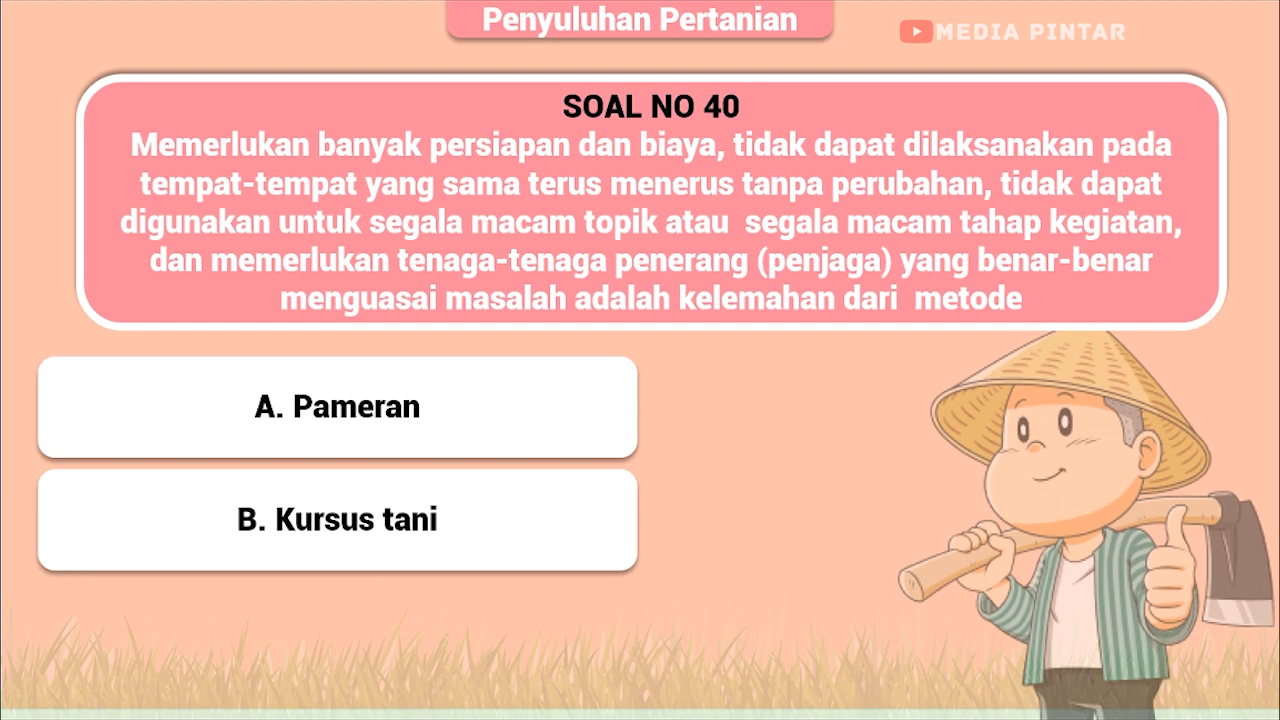 Penyuluhan Pertanian
MEDIA PINTAR
SOAL NO 40
Memerlukan banyak persiapan dan biaya, tidak dapat dilaksanakan pada
tempat-tempat yang sama terus menerus tanpa perubahan, tidak dapat
digunakan untuk segala macam topik atau segala macam tahap kegiatan,
dan memerlukan tenaga-tenaga penerang (penjaga) yang benar-benar
menguasai masalah adalah kelemahan dari metode
A. Pameran
B. Kursus tani